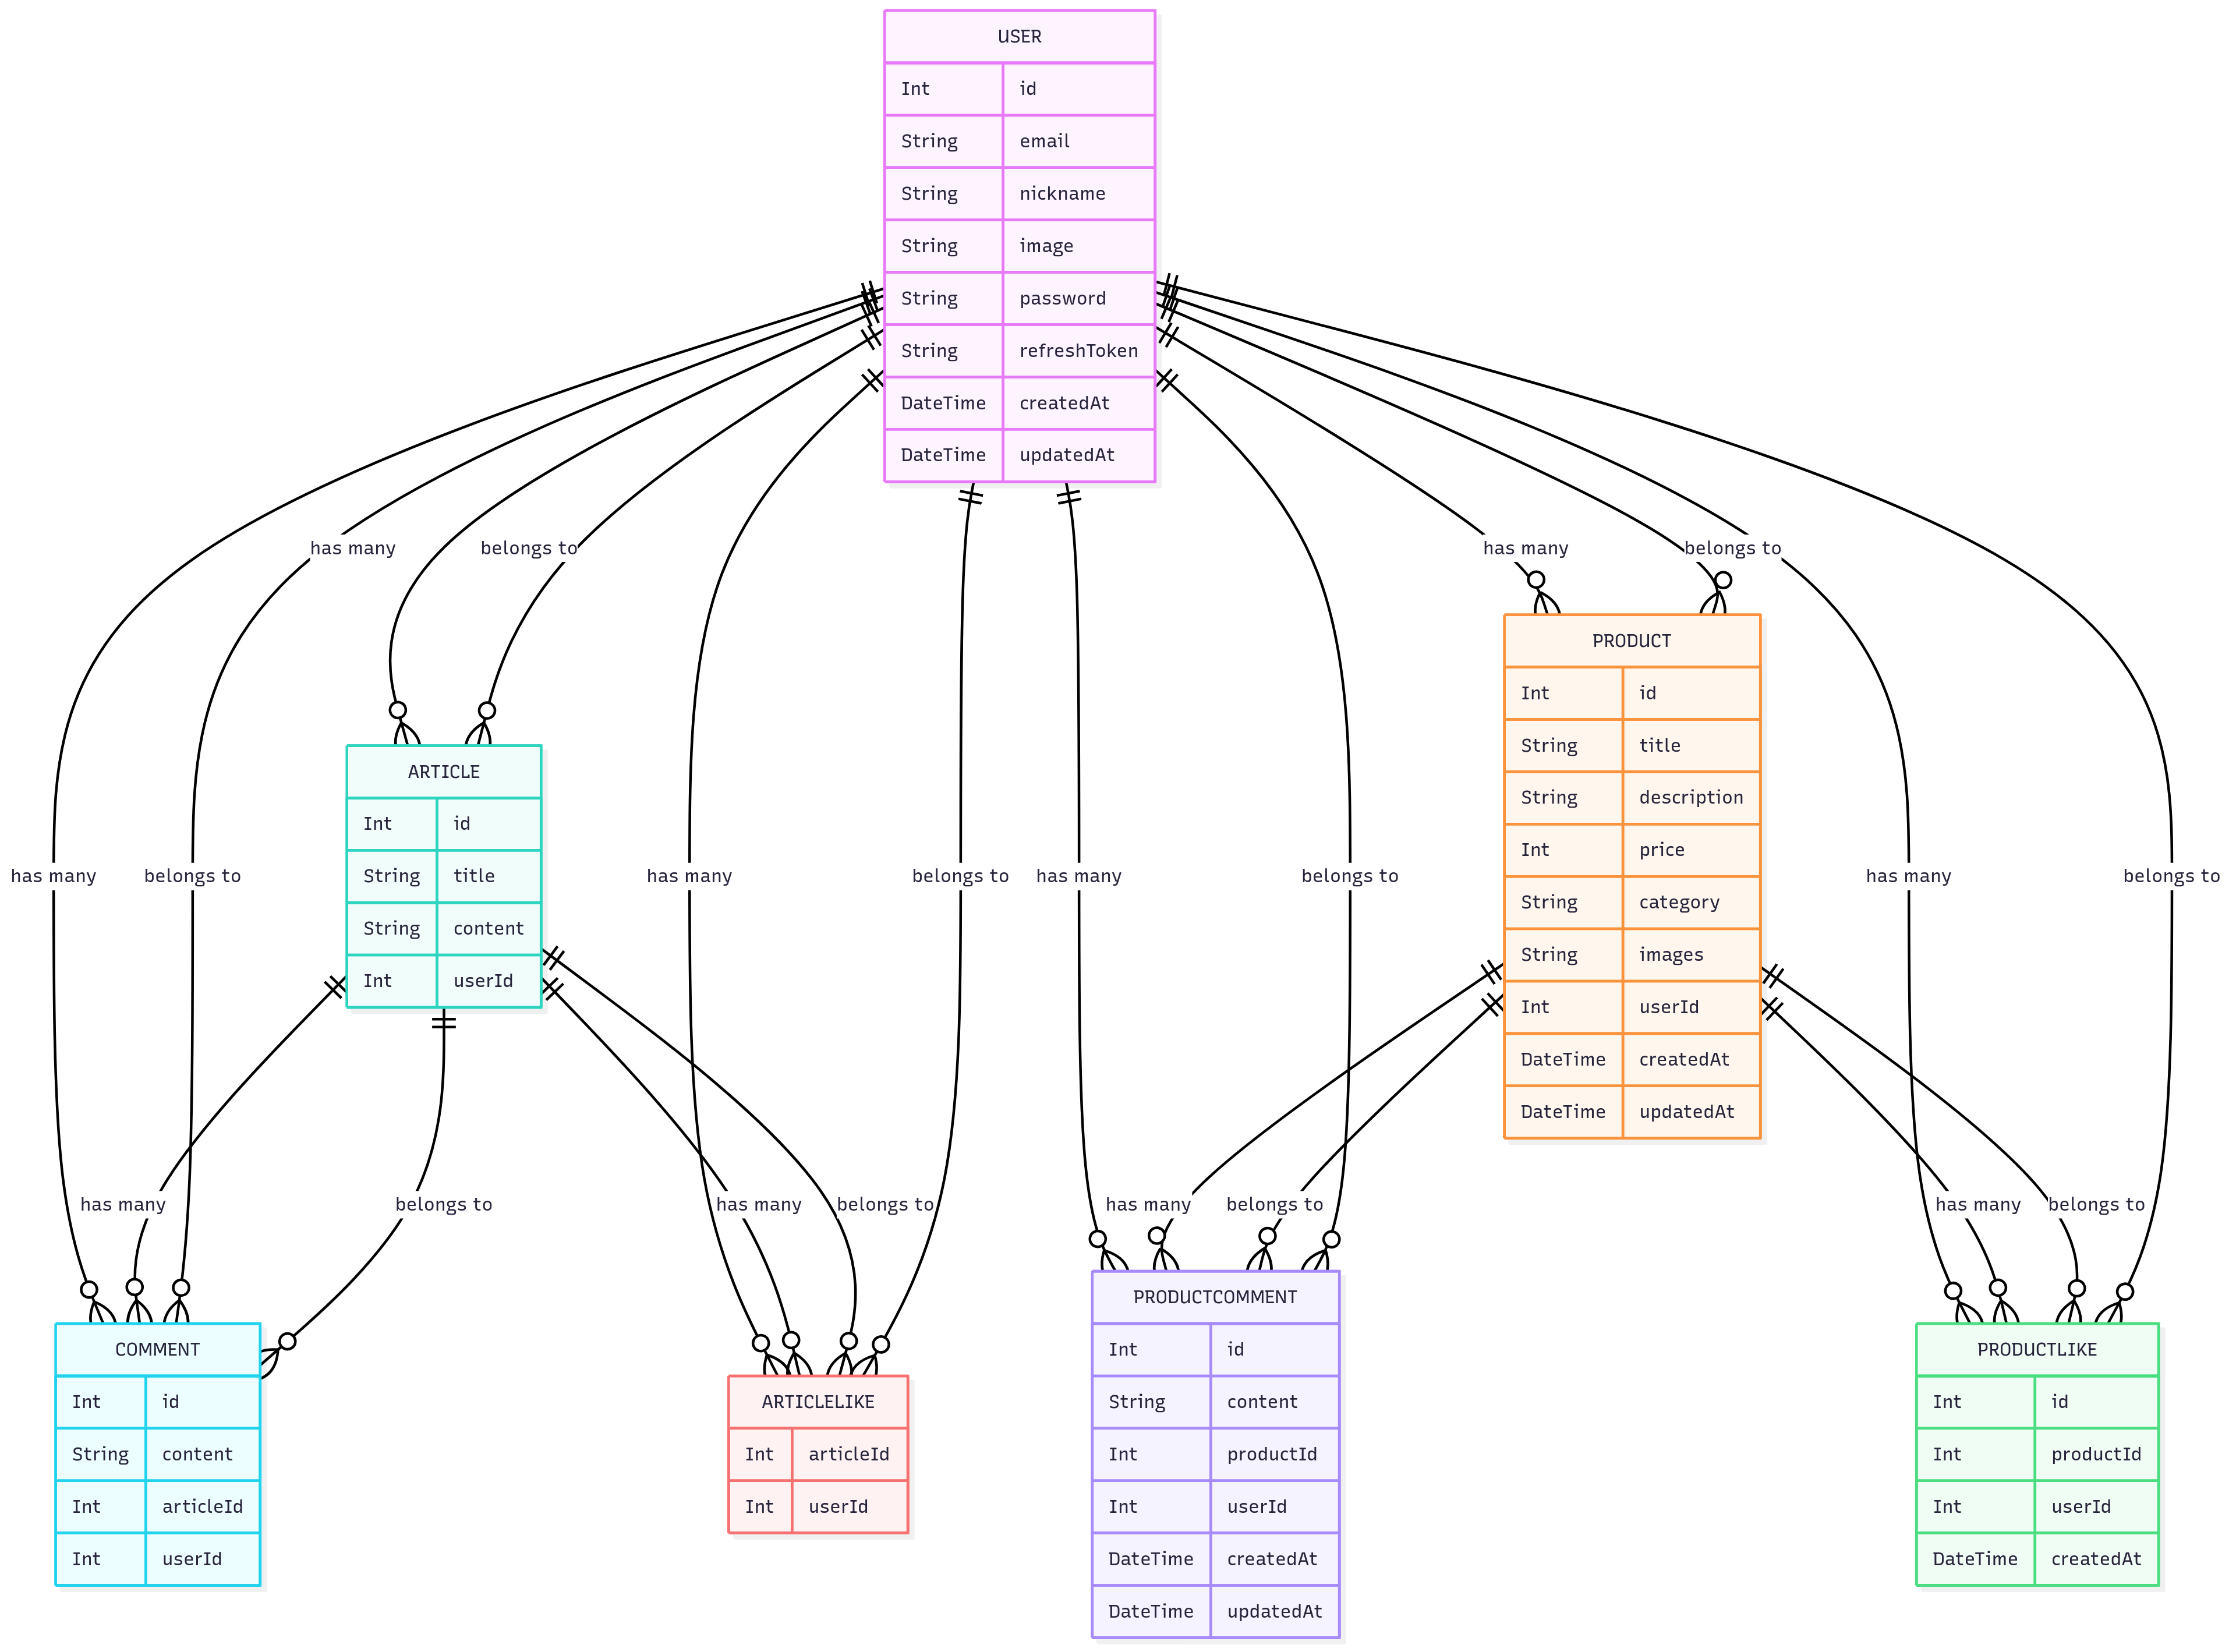 USER
Int id
String email
String nickname
String image
String password
String refreshToken
DateTime createdAt
DateTime updatedAt
has many
belongs to
has many
belongs to
PRODUCT
Int id
String title
String description
Int price
String category
String images
Int userId
DateTime createdAt
DateTime updatedAt
ARTICLE
Int id
String title
String content
Int userId
has many
belongs to
has many
belongs to
has many
belongs to
has many
belongs to
has many
belongs to
has many
belongs to
has many
belongs to
has many
belongs to
COMMENT
Int id
String content
Int articleId
Int userId
ARTICLELIKE
Int articleId
Int userId
PRODUCTCOMMENT
Int id
String content
Int productId
Int userId
DateTime createdAt
DateTime updatedAt
PRODUCTLIKE
Int id
Int productId
Int userId
DateTime createdAt